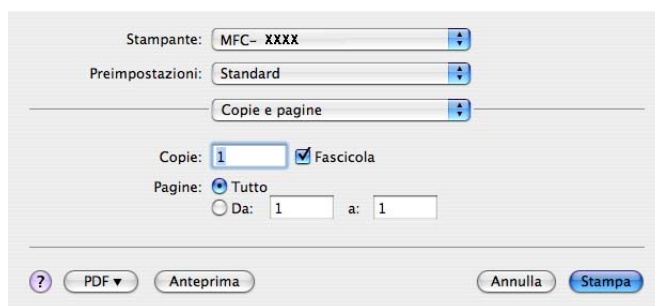 Stampante: MFC- XXXX
Preimpostazioni: Standard
Copie e pagine
Copie: 1 Fascicola
Pagine: Tutto
Da: 1 a: 1
? PDF ▼ Anteprima Annulla Stampa